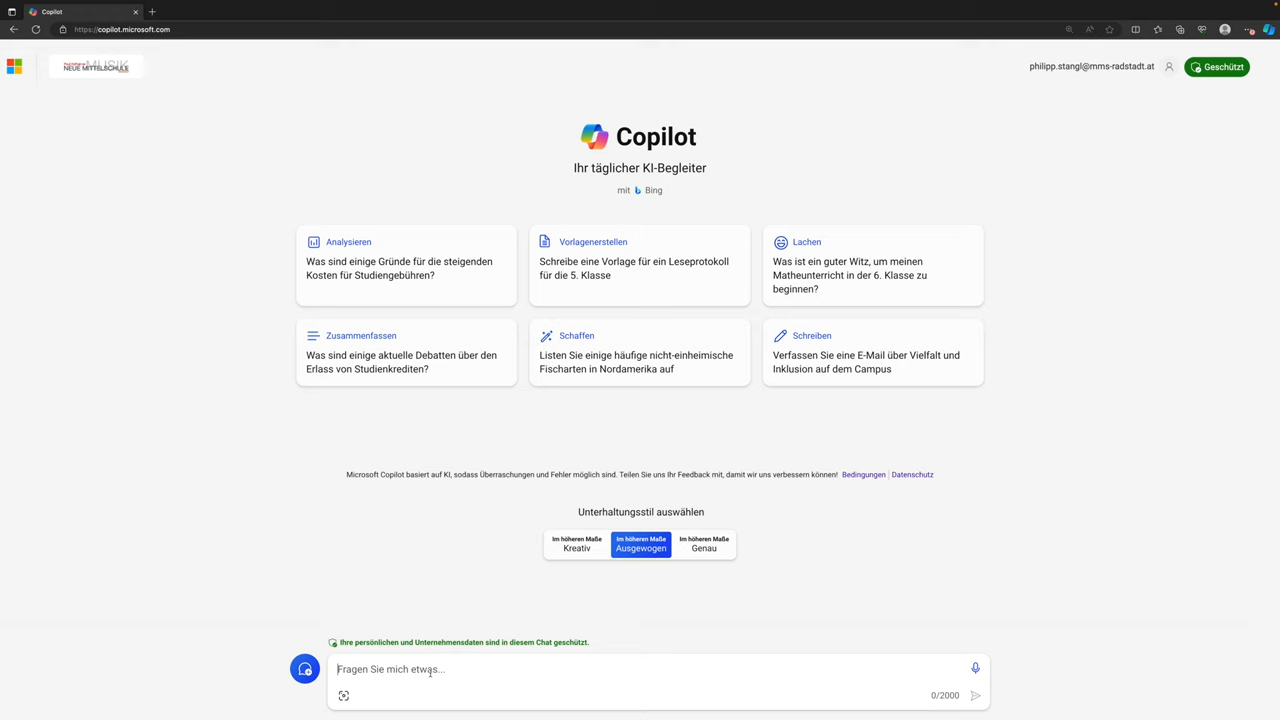 Copilot
https://copilot.microsoft.com
MUSIK
NEUE MITTELSCHULE
philipp.stangl@mms-radstadt.at
Geschützt
Copilot
Ihr täglicher KI-Begleiter
mit Bing
Analysieren
Was sind einige Gründe für die steigenden
Kosten für Studiengebühren?
Vorlagenerstellen
Schreibe eine Vorlage für ein Leseprotokoll
für die 5. Klasse
Lachen
Was ist ein guter Witz, um meinen
Matheunterricht in der 6. Klasse zu
beginnen?
Zusammenfassen
Was sind einige aktuelle Debatten über den
Erlass von Studienkrediten?
Schaffen
Listen Sie einige häufige nicht-einheimische
Fischarten in Nordamerika auf
Schreiben
Verfassen Sie eine E-Mail über Vielfalt und
Inklusion auf dem Campus
Microsoft Copilot basiert auf KI, sodass Überraschungen und Fehler möglich sind. Teilen Sie uns Ihr Feedback mit, damit wir uns verbessern können! Bedingungen | Datenschutz
Unterhaltungsstil auswählen
Im höheren Maße
Kreativ
Im höheren Maße
Ausgewogen
Im höheren Maße
Genau
Ihre persönlichen und Unternehmensdaten sind in diesem Chat geschützt.
Fragen Sie mich etwas...
0/2000